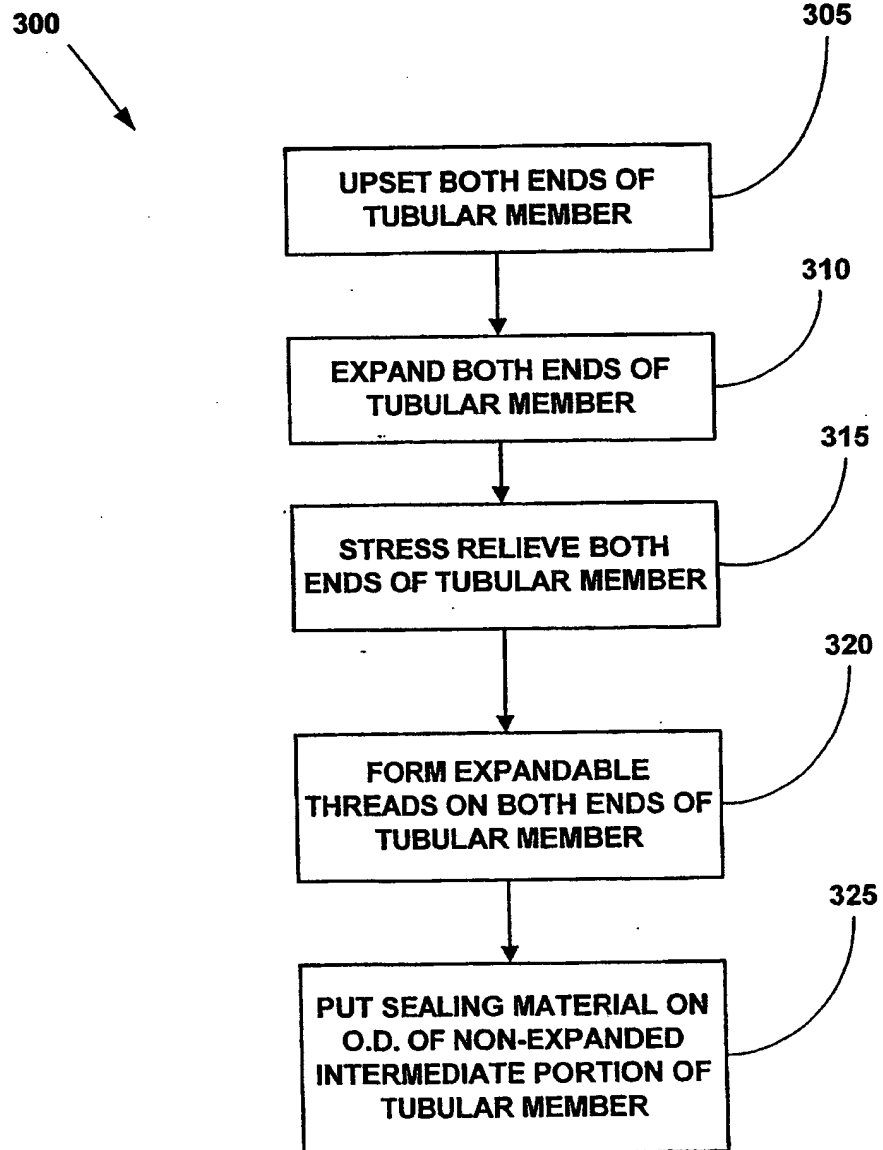 300
305
UPSET BOTH ENDS OF
TUBULAR MEMBER
310
EXPAND BOTH ENDS OF
TUBULAR MEMBER
315
STRESS RELIEVE BOTH
ENDS OF TUBULAR MEMBER
320
FORM EXPANDABLE
THREADS ON BOTH ENDS OF
TUBULAR MEMBER
325
PUT SEALING MATERIAL ON
O.D. OF NON-EXPANDED
INTERMEDIATE PORTION OF
TUBULAR MEMBER